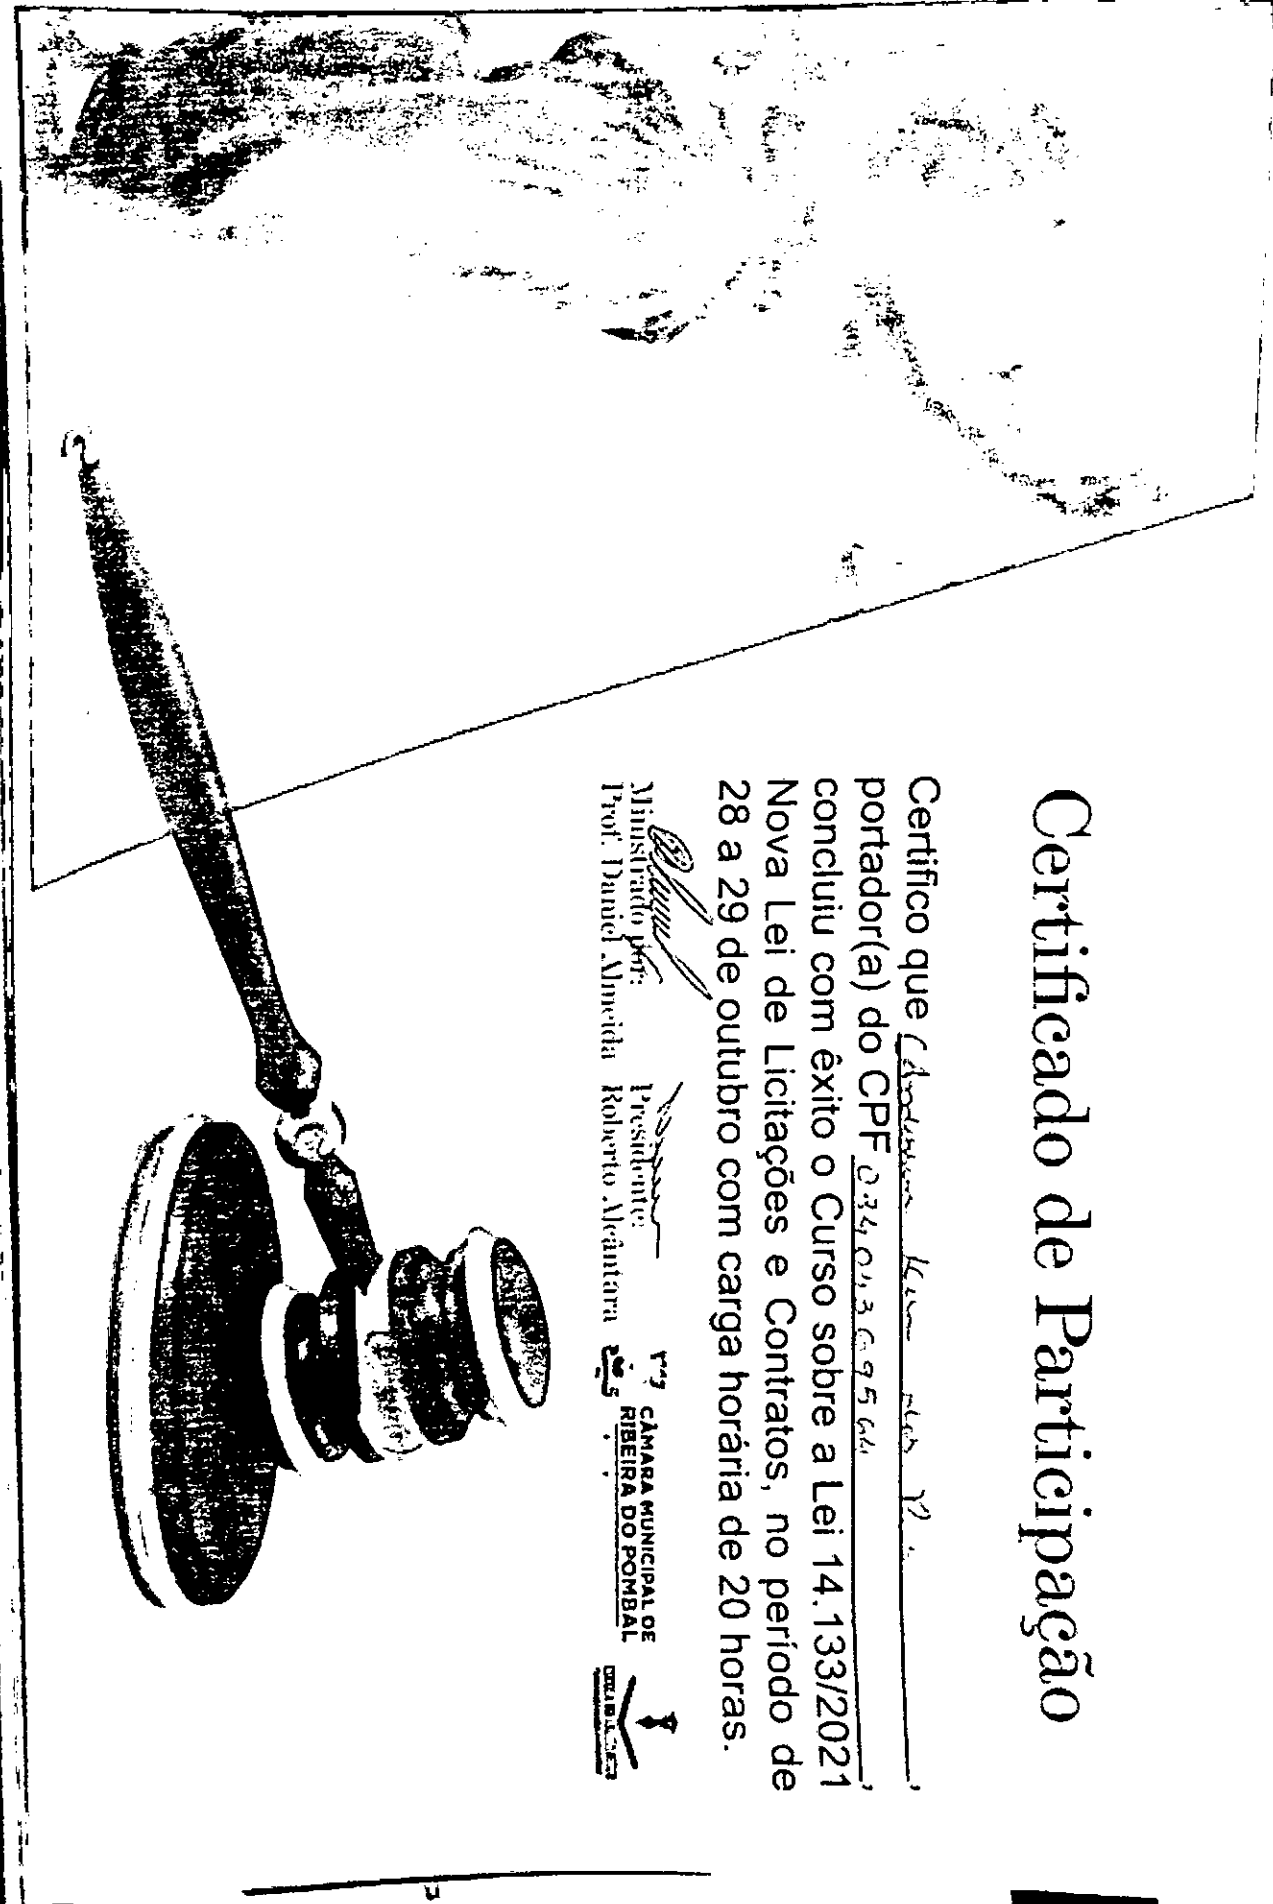 Certificado de Participação
Certifico que
portador(a) do CPF
concluiu com êxito o Curso sobre a Lei 14.133/2021
Nova Lei de Licitações e Contratos, no período de
28 a 29 de outubro com carga horária de 20 horas.
Ministrado por:
Prof. Daniel Almeida
Presidente:
Roberto Alcântara
CÂMARA MUNICIPAL DE
RIBEIRA DO POMBAL